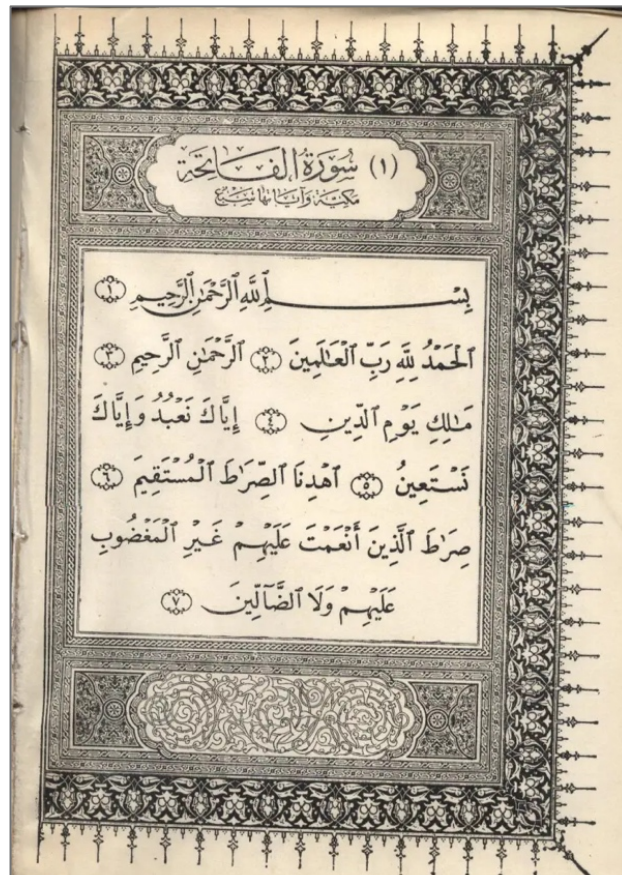 (١) سُورَةُ الفَاتِحَة
مَكِيَّة وَآيَاتُهَا سَبْعٌ
بِسْمِ ٱللَّهِ ٱلرَّحْمَٰنِ ٱلرَّحِيمِ ١
ٱلْحَمْدُ لِلَّهِ رَبِّ ٱلْعَٰلَمِينَ ٢ ٱلرَّحْمَٰنِ ٱلرَّحِيمِ ٣
مَٰلِكِ يَوْمِ ٱلدِّينِ ٤ إِيَّاكَ نَعْبُدُ وَإِيَّاكَ
نَسْتَعِينُ ٥ ٱهْدِنَا ٱلصِّرَٰطَ ٱلْمُسْتَقِيمَ ٦
صِرَٰطَ ٱلَّذِينَ أَنْعَمْتَ عَلَيْهِمْ غَيْرِ ٱلْمَغْضُوبِ
عَلَيْهِمْ وَلَا ٱلضَّآلِّينَ ٧